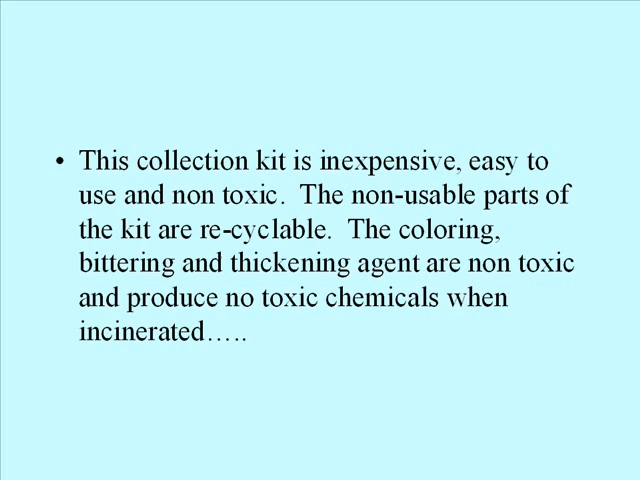 • This collection kit is inexpensive, easy to
use and non toxic.  The non-usable parts of
the kit are re-cyclable.  The coloring,
bittering and thickening agent are non toxic
and produce no toxic chemicals when
incinerated…..